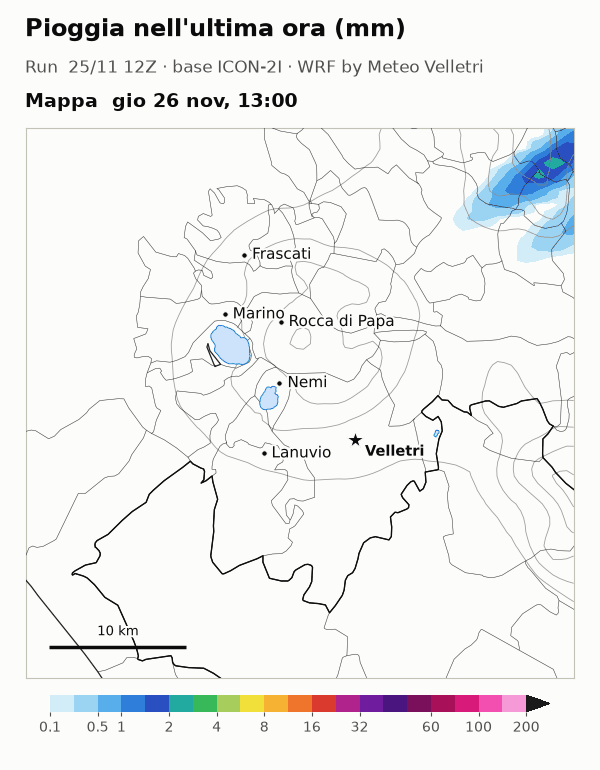 Pioggia nell'ultima ora (mm)
Run  25/11 12Z · base ICON-2I · WRF by Meteo Velletri
Mappa  gio 26 nov, 13:00
Frascati
Marino
Rocca di Papa
Nemi
Velletri
Lanuvio
10 km
0.1 0.5 1 2 4 8 16 32 60 100 200